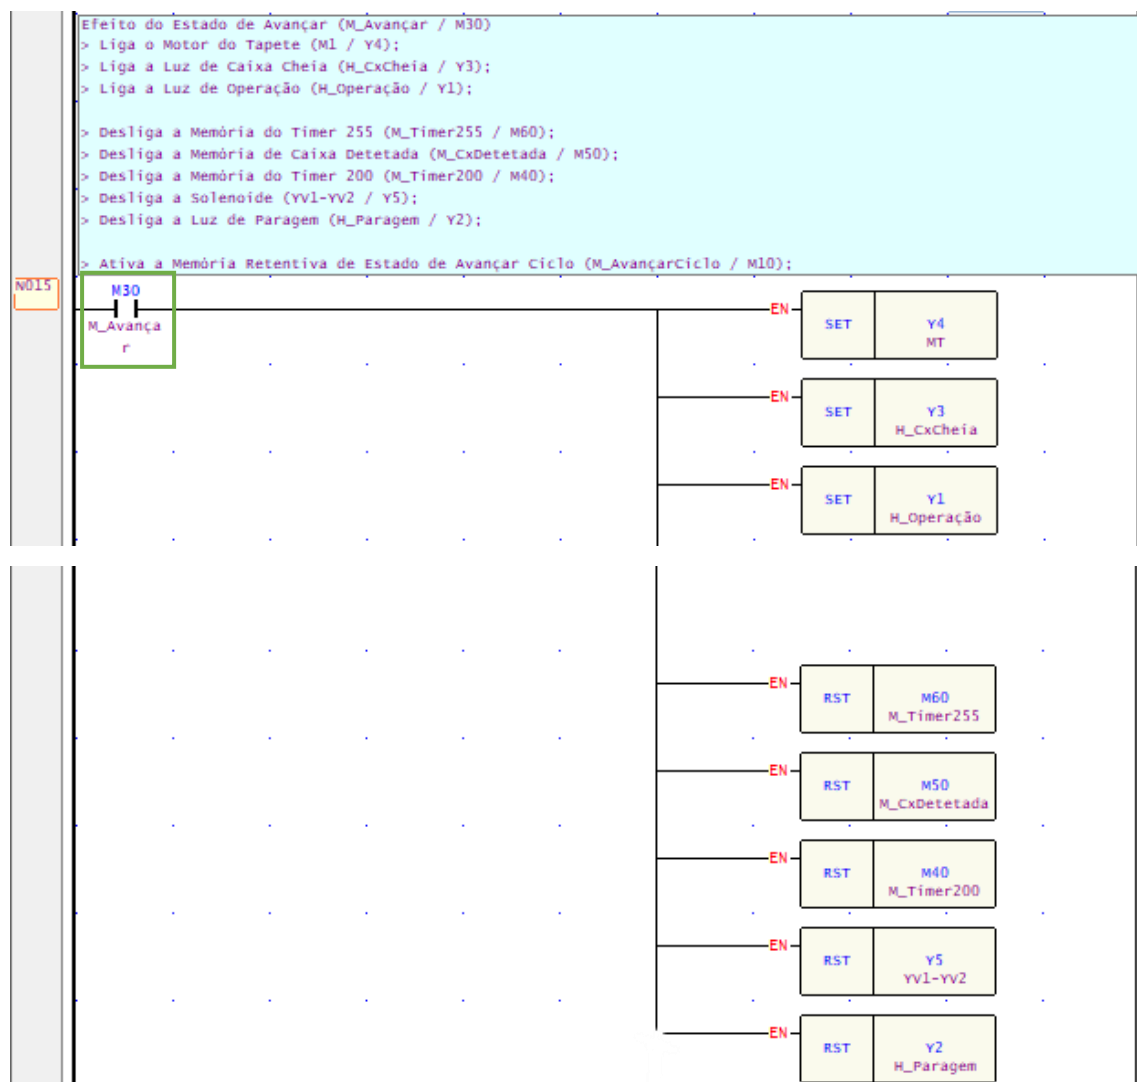 Efeito do Estado de Avançar (M_Avançar / M30)
> Liga o Motor do Tapete (M1 / Y4);
> Liga a Luz de Caixa Cheia (H_CxCheia / Y3);
> Liga a Luz de Operação (H_Operação / Y1);
> Desliga a Memória do Timer 255 (M_Timer255 / M60);
> Desliga a Memória de Caixa Detetada (M_CxDetetada / M50);
> Desliga a Memória do Timer 200 (M_Timer200 / M40);
> Desliga a Solenoide (YV1-YV2 / Y5);
> Desliga a Luz de Paragem (H_Paragem / Y2);
> Ativa a Memória Retentiva de Estado de Avançar Ciclo (M_AvançarCiclo / M10);
N015
M30
M_Avança
r
EN
SET
Y4
MT
EN
SET
Y3
H_CxCheia
EN
SET
Y1
H_Operação
EN
RST
M60
M_Timer255
EN
RST
M50
M_CxDetetada
EN
RST
M40
M_Timer200
EN
RST
Y5
YV1-YV2
EN
RST
Y2
H_Paragem